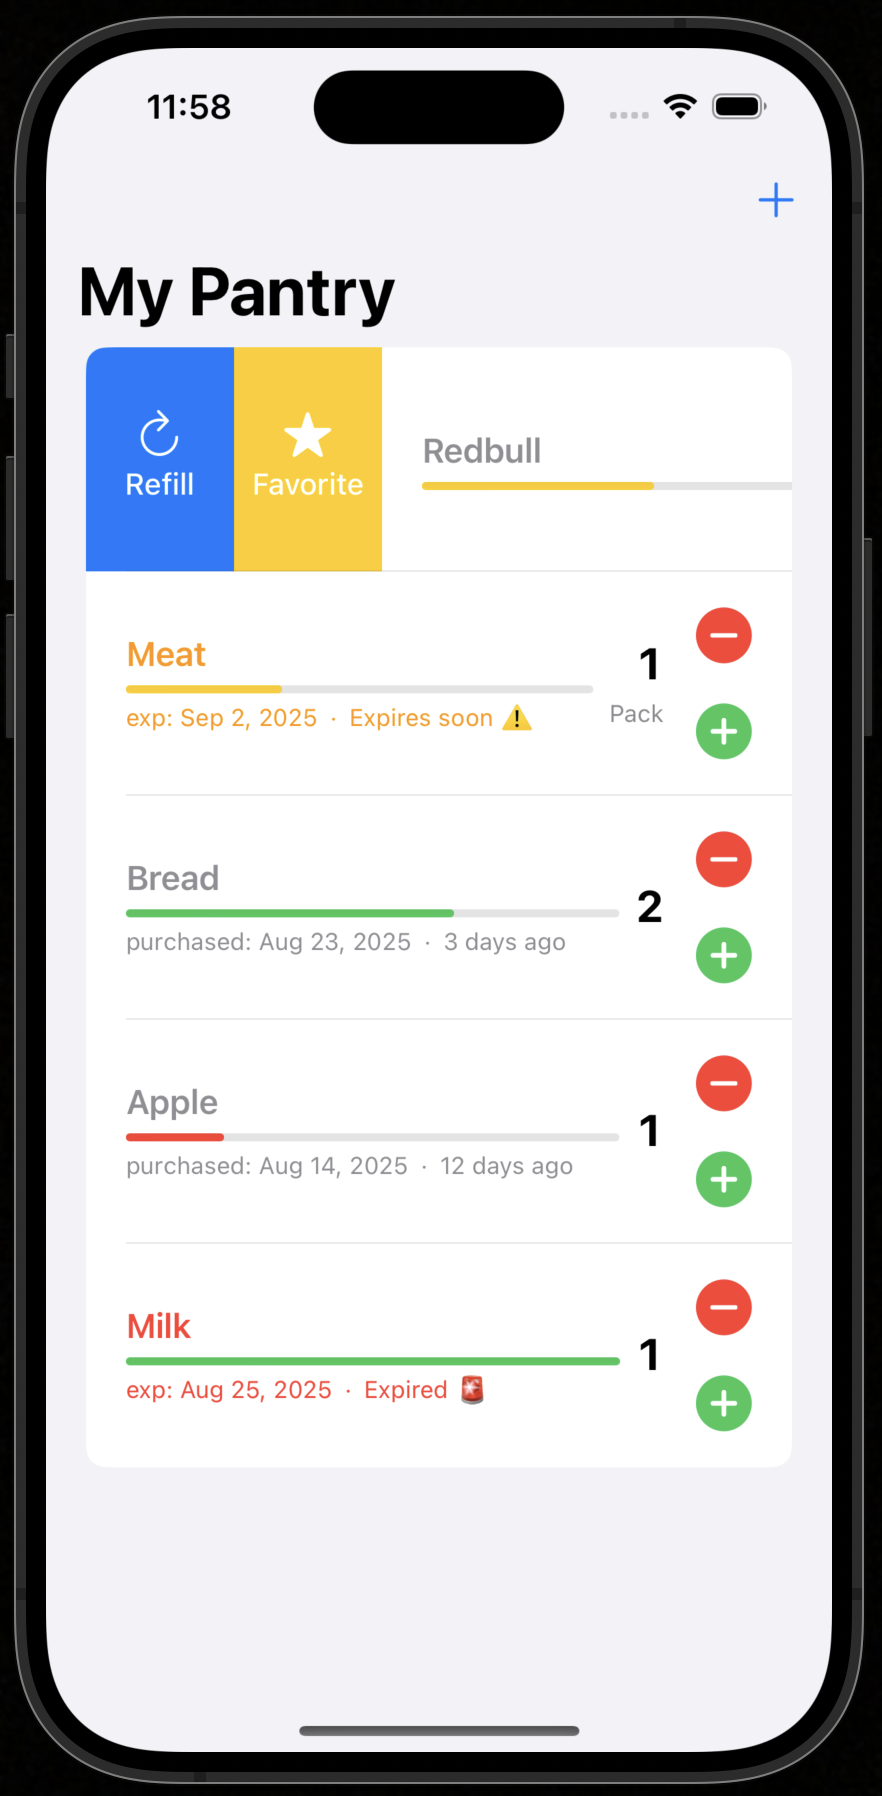 11:58
My Pantry
Refill
Favorite
Redbull
Meat
exp: Sep 2, 2025 · Expires soon ⚠️
1
Pack
Bread
purchased: Aug 23, 2025 · 3 days ago
2
Apple
purchased: Aug 14, 2025 · 12 days ago
1
Milk
exp: Aug 25, 2025 · Expired 🚨
1